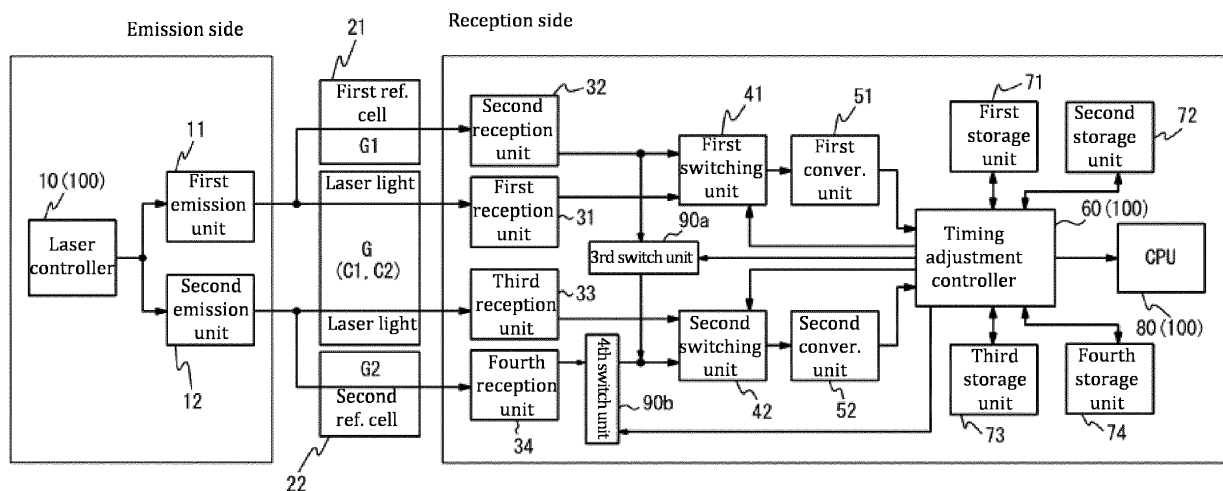 Emission side
Reception side
21
First ref.
cell
G1
32
Second
reception
unit
41
First
switching
unit
51
First
conver.
unit
71
First
storage
unit
Second
storage
unit
72
11
First
emission
unit
10(100)
Laser
controller
Laser light
First
reception
unit
31
90a
3rd switch unit
60(100)
Timing
adjustment
controller
CPU
80(100)
G
(C1, C2)
Second
emission
unit
12
Laser light
Third
reception
unit
33
Second
switching
unit
42
Second
conver.
unit
52
G2
Second
ref. cell
22
Fourth
reception
unit
34
4th switch unit
90b
Third
storage
unit
73
Fourth
storage
unit
74